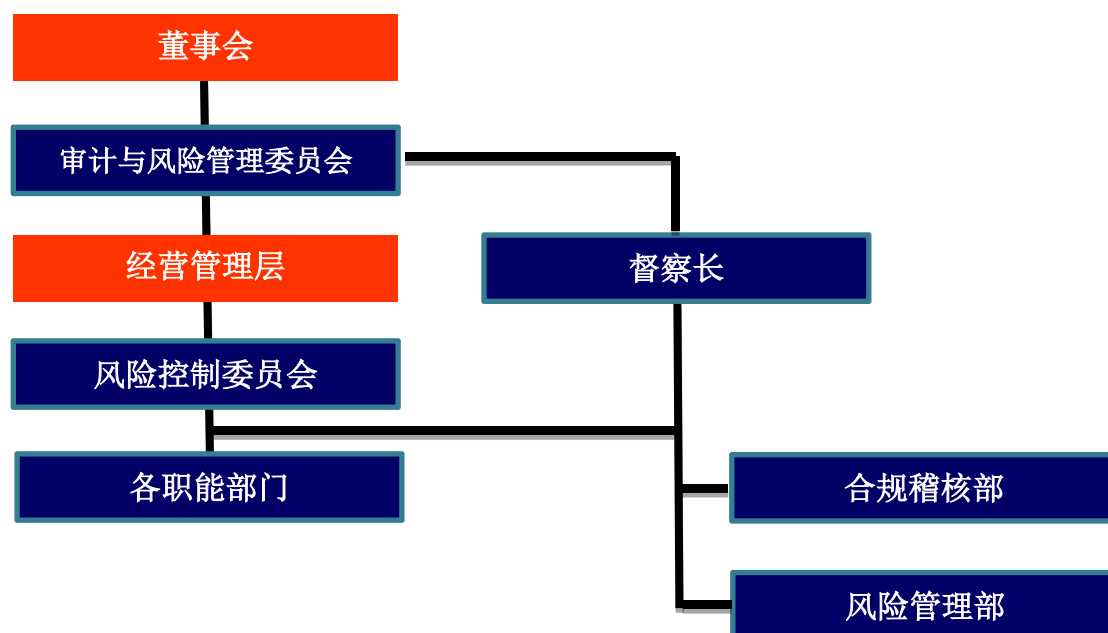 董事会
审计与风险管理委员会
经营管理层
督察长
风险控制委员会
各职能部门
合规稽核部
风险管理部